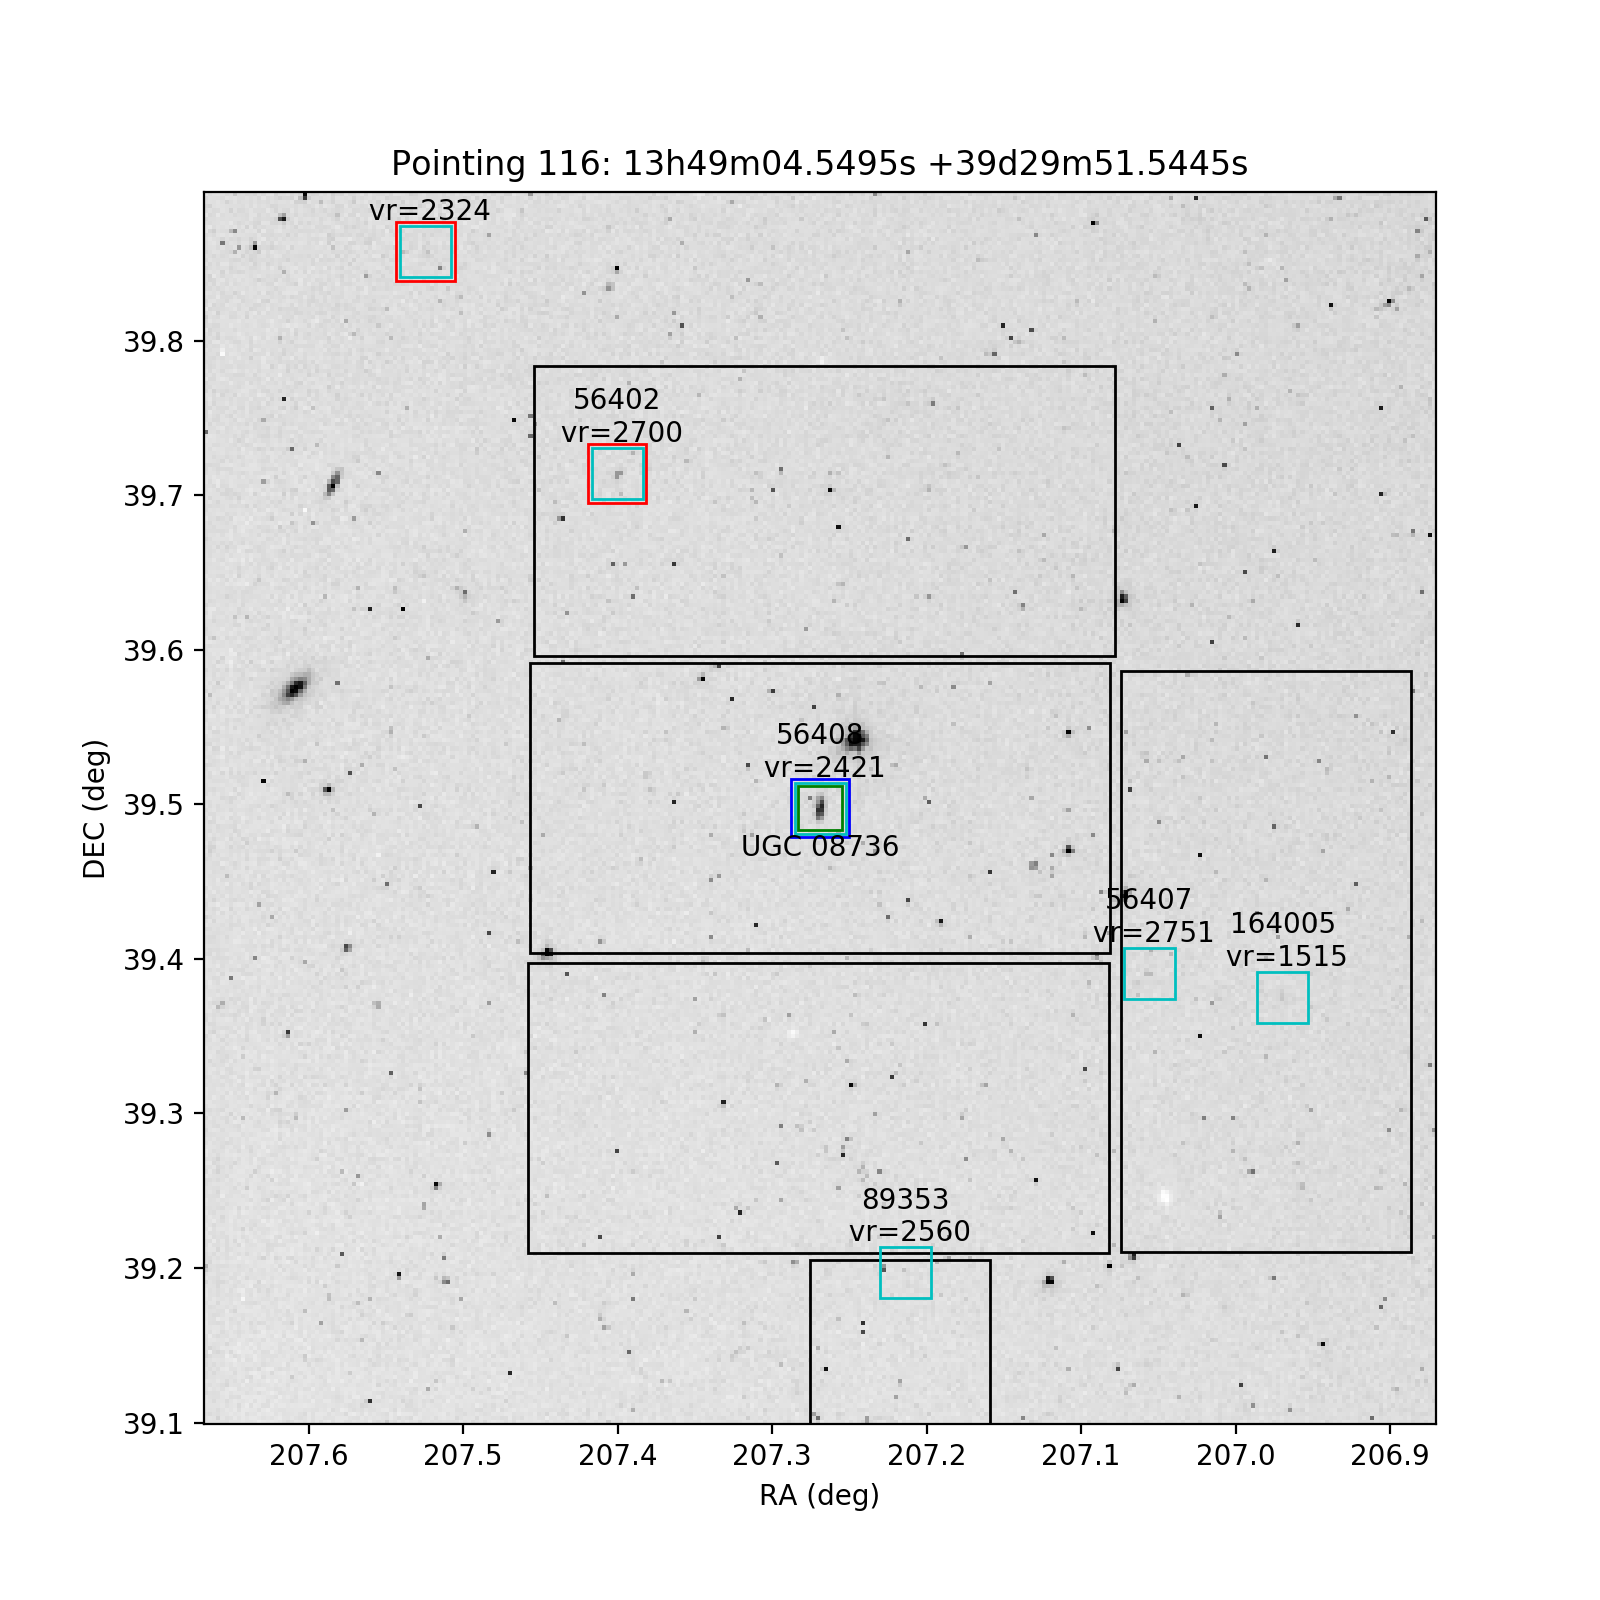 Pointing 116: 13h49m04.5495s +39d29m51.5445s
vr=2324
56402
vr=2700
56408
vr=2421
UGC 08736
56407
vr=2751
164005
vr=1515
89353
vr=2560
39.8
39.7
39.6
39.5
39.4
39.3
39.2
39.1
DEC (deg)
207.6 207.5 207.4 207.3 207.2 207.1 207.0 206.9
RA (deg)